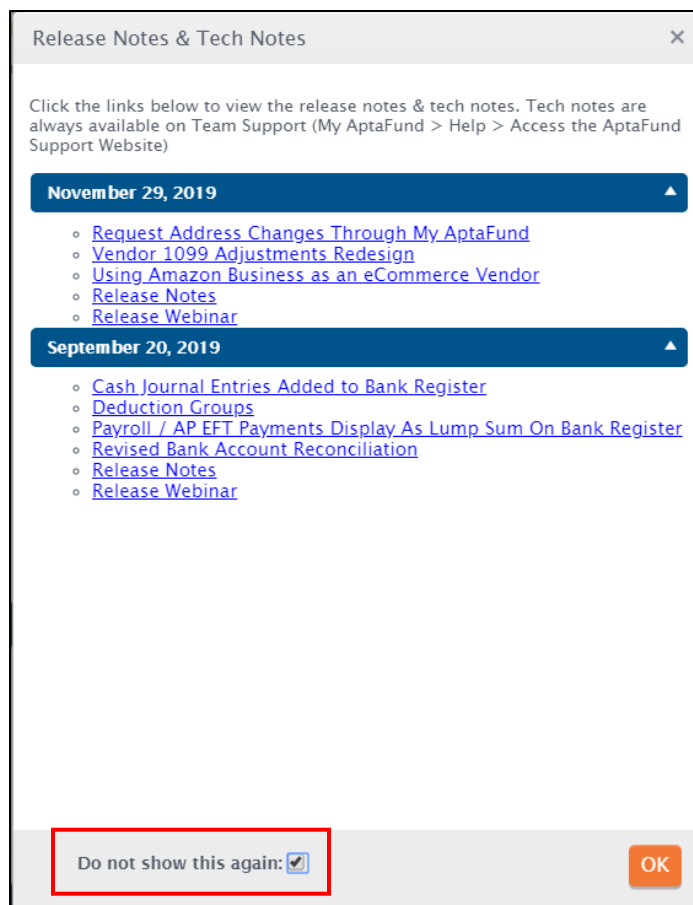 Release Notes & Tech Notes
Click the links below to view the release notes & tech notes. Tech notes are
always available on Team Support (My AptaFund > Help > Access the AptaFund
Support Website)
November 29, 2019
Request Address Changes Through My AptaFund
Vendor 1099 Adjustments Redesign
Using Amazon Business as an eCommerce Vendor
Release Notes
Release Webinar
September 20, 2019
Cash Journal Entries Added to Bank Register
Deduction Groups
Payroll / AP EFT Payments Display As Lump Sum On Bank Register
Revised Bank Account Reconciliation
Release Notes
Release Webinar
Do not show this again:
OK